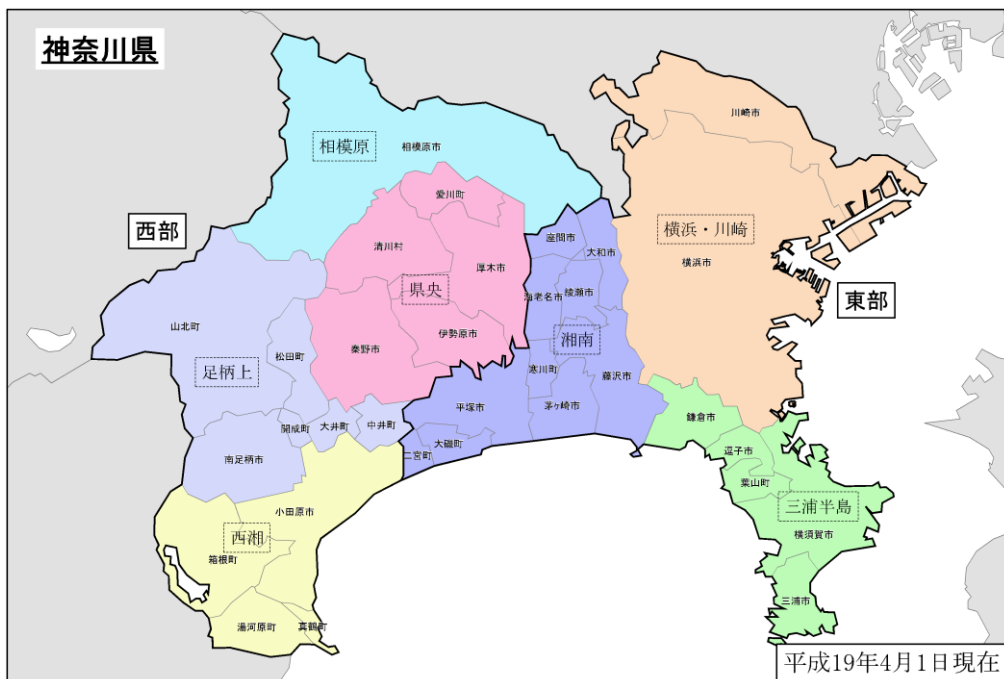 神奈川県
川崎市
相模原
相模原市
愛川町
西部
座間市
横浜・川崎
清川村
大和市
厚木市
横浜市
県央
海老名市
綾瀬市
東部
山北町
伊勢原市
湘南
秦野市
松田町
足柄上
寒川町
藤沢市
平塚市
茅ヶ崎市
鎌倉市
開成町
大井町
中井町
大磯町
二宮町
逗子市
南足柄市
葉山町
小田原市
三浦半島
西湘
横須賀市
箱根町
三浦市
湯河原町
真鶴町
平成19年4月1日現在